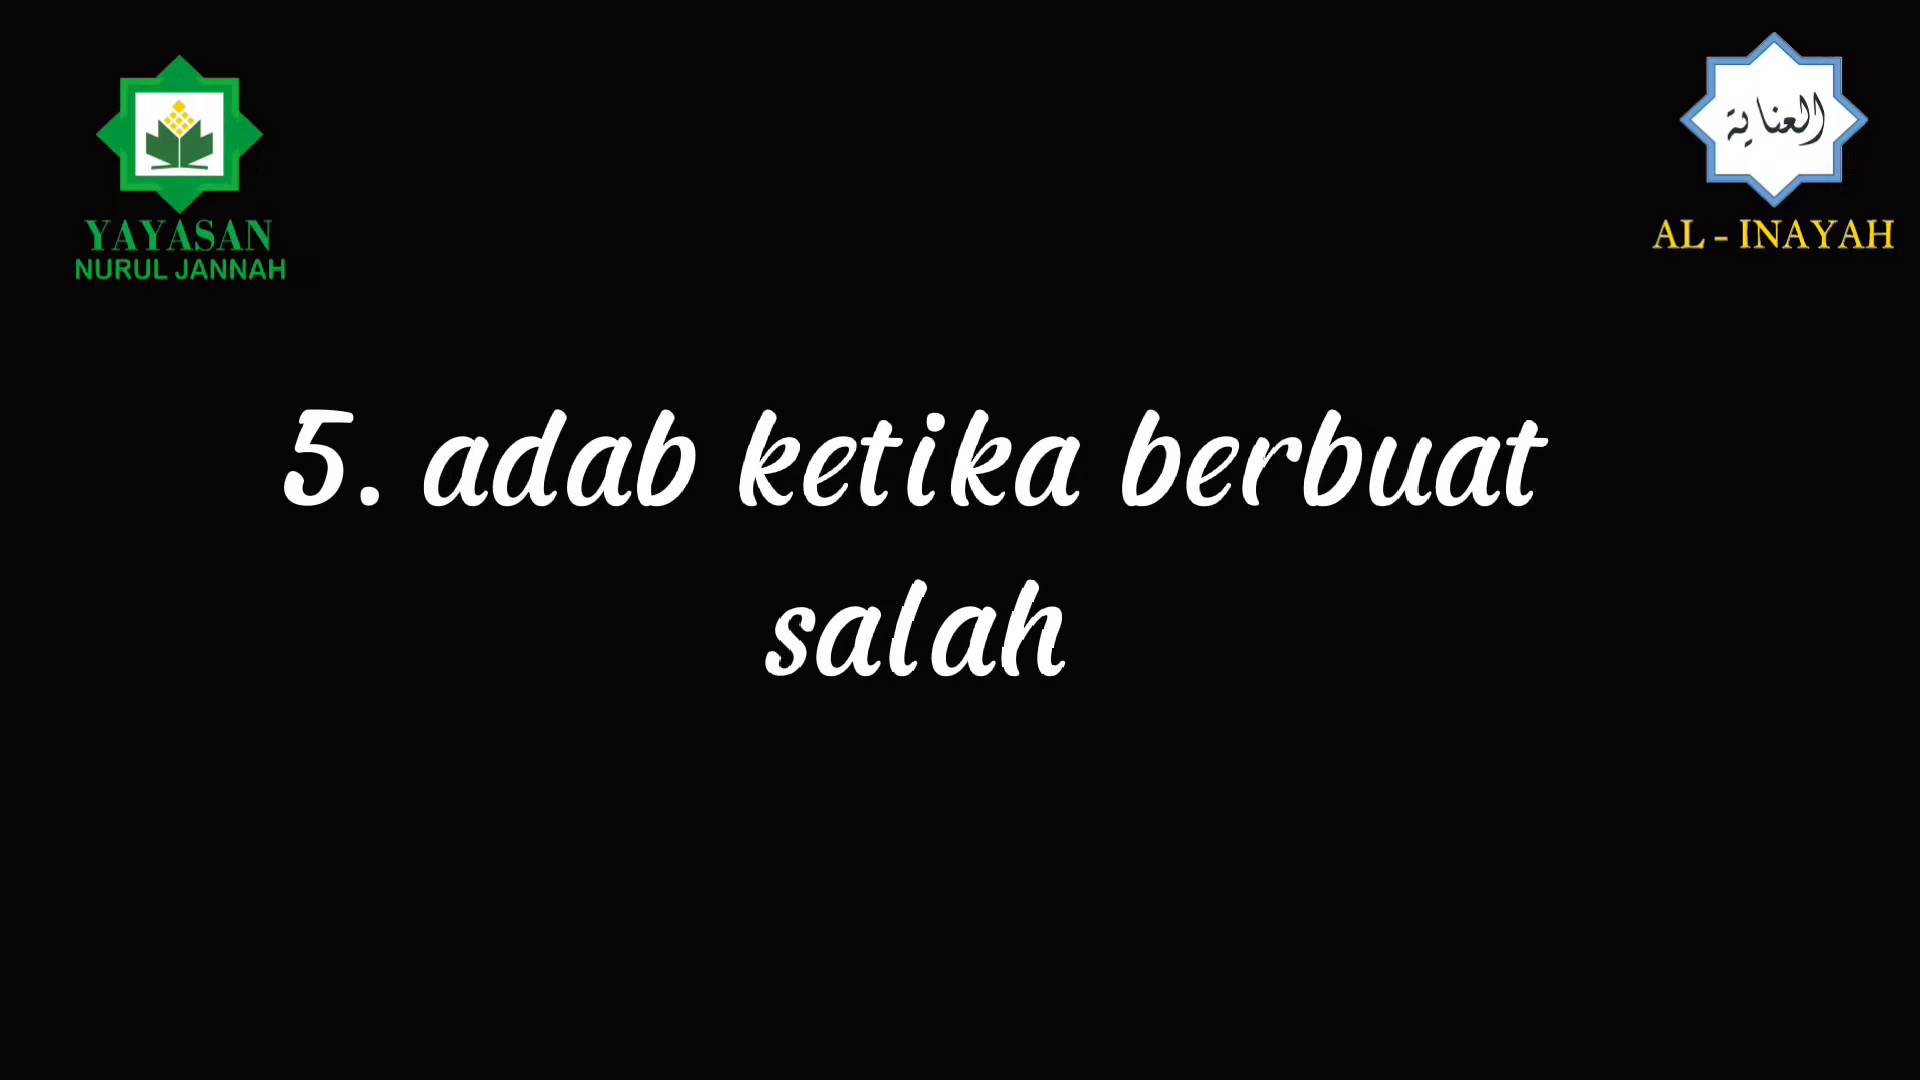 YAYASAN
NURUL JANNAH
العناية
AL - INAYAH
5. adab ketika berbuat
salah